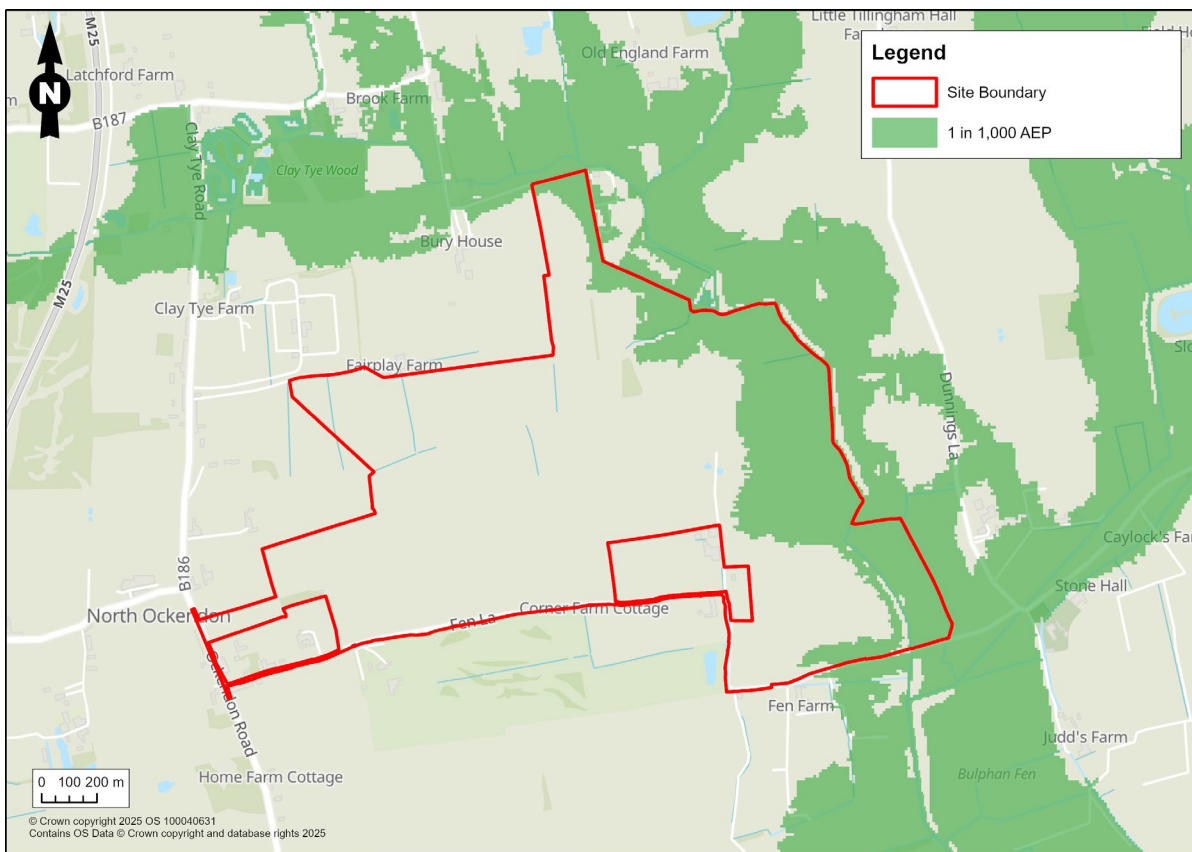 M25
Latchford Farm
N
B187
Brook Farm
Old England Farm
Little Tillingham Hall
Legend
Site Boundary
1 in 1,000 AEP
Clay Tye Road
Clay Tye Wood
Bury House
M25
Clay Tye Farm
Fairplay Farm
Dunnings La
B186
North Ockendon
Fen La
Corner Farm Cottage
Caylock's Fa
Stone Hall
Ockendon Road
Fen Farm
Judd's Farm
Home Farm Cottage
Bulphan Fen
0 100 200 m
© Crown copyright 2025 OS 100040631
Contains OS Data © Crown copyright and database rights 2025